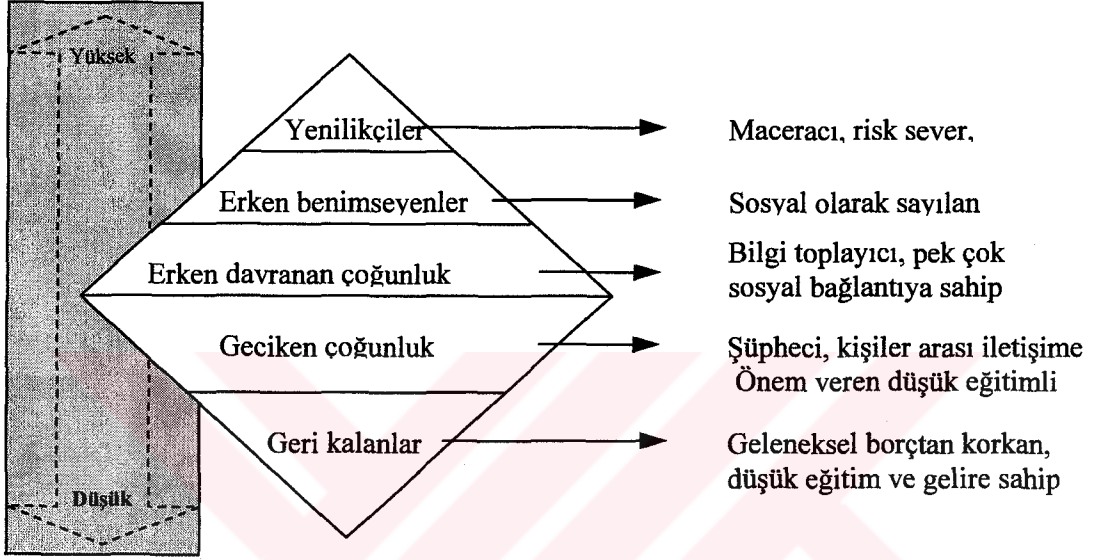 Yüksek
Yenilikçiler
Maceracı, risk sever,
Erken benimseyenler
Sosyal olarak sayılan
Erken davranan çoğunluk
Bilgi toplayıcı, pek çok
sosyal bağlantıya sahip
Geciken çoğunluk
Şüpheci, kişiler arası iletişime
Önem veren düşük eğitimli
Geri kalanlar
Geleneksel borçtan korkan,
düşük eğitim ve gelire sahip
Düşük